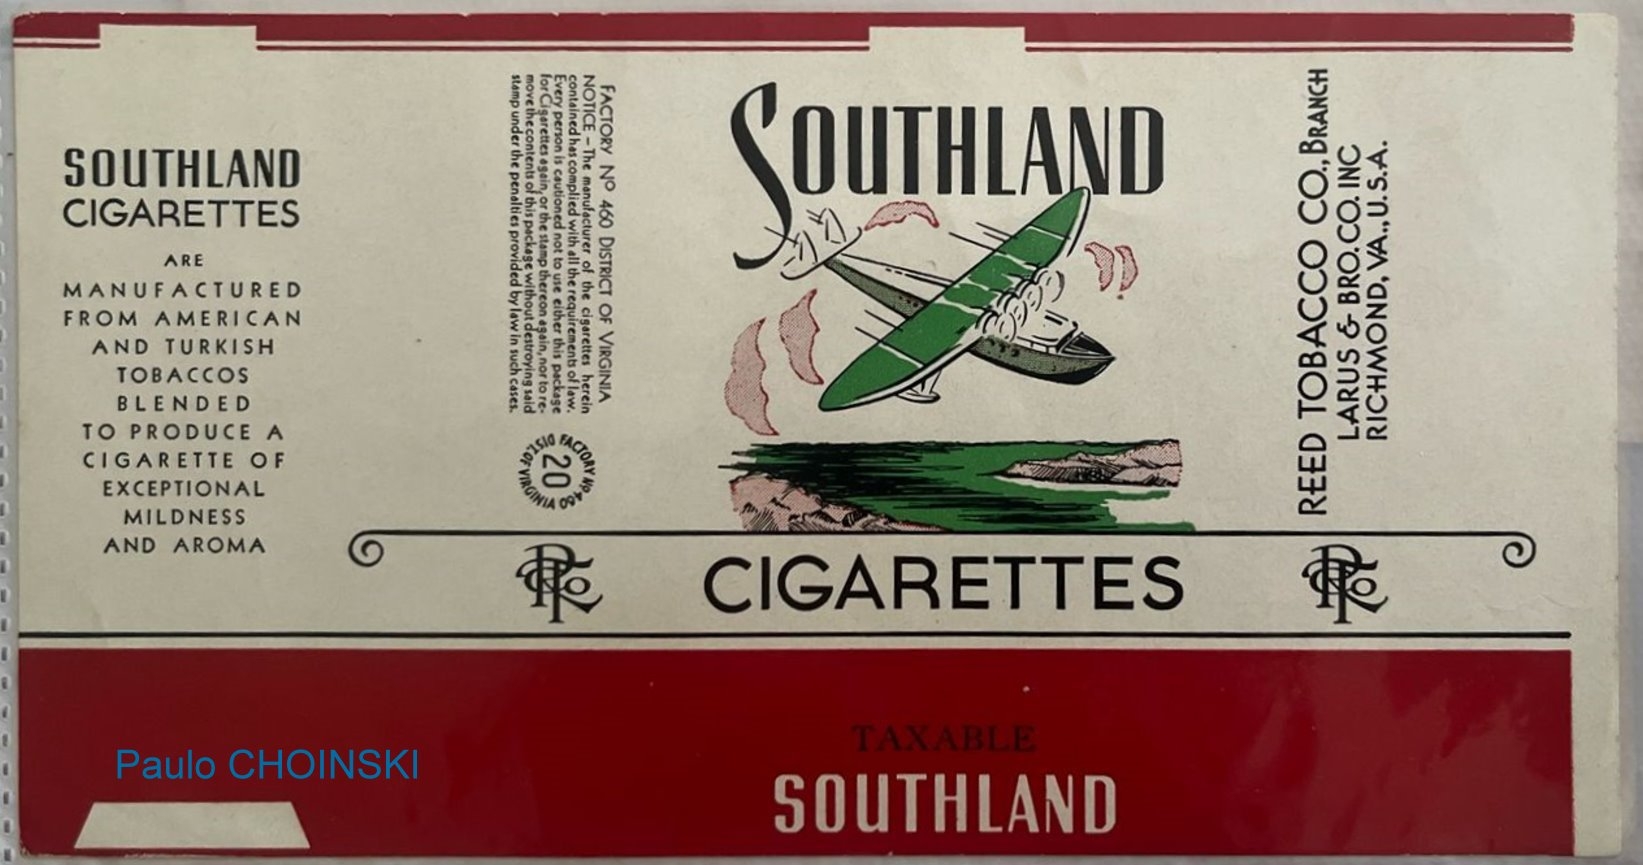 SOUTHLAND
CIGARETTES
ARE
MANUFACTURED
FROM AMERICAN
AND TURKISH
TOBACCOS
BLENDED
TO PRODUCE A
CIGARETTE OF
EXCEPTIONAL
MILDNESS
AND AROMA
FACTORY Nº 460 DISTRICT OF VIRGINIA
NOTICE - The manufacturer of the cigarettes herein
contained has complied with all the requirements of law.
Every person is cautioned not to use either this package
for Cigarettes again, or the stamp thereon again, nor to re-
move the contents of this package without destroying said
stamp under the penalties provided by law in such cases.
FACTORY No. 460
DIST. OF VIRGINIA
20
SOUTHLAND
CIGARETTES
REED TOBACCO CO., BRANCH
LARUS & BRO. CO. INC
RICHMOND, VA., U.S.A.
RTCo
RTCo
TAXABLE
SOUTHLAND
Paulo CHOINSKI